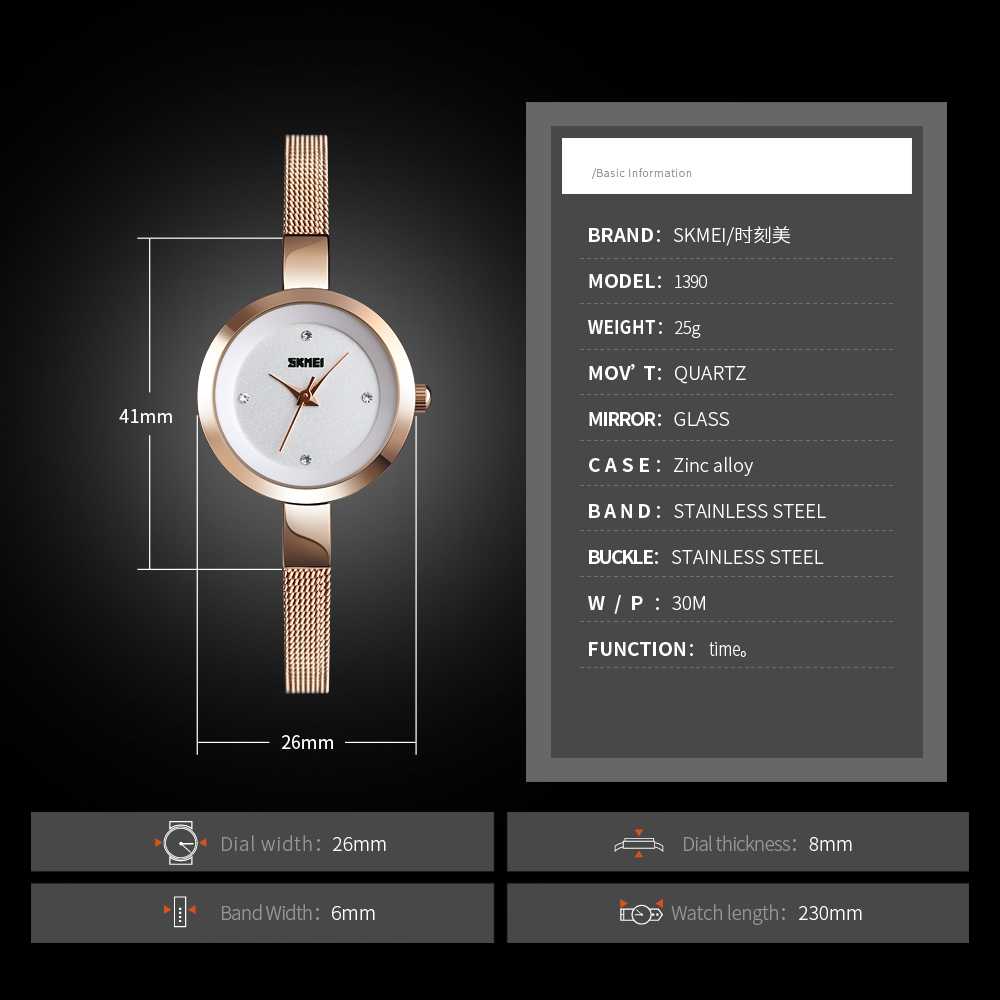 SKMEI
41mm
26mm
/Basic Information
BRAND： SKMEI/时刻美
MODEL： 1390
WEIGHT： 25g
MOV’ T： QUARTZ
MIRROR： GLASS
CASE： Zinc alloy
BAND： STAINLESS STEEL
BUCKLE： STAINLESS STEEL
W / P ： 30M
FUNCTION： time。
Dial width： 26mm
Dial thickness： 8mm
Band Width： 6mm
Watch length： 230mm